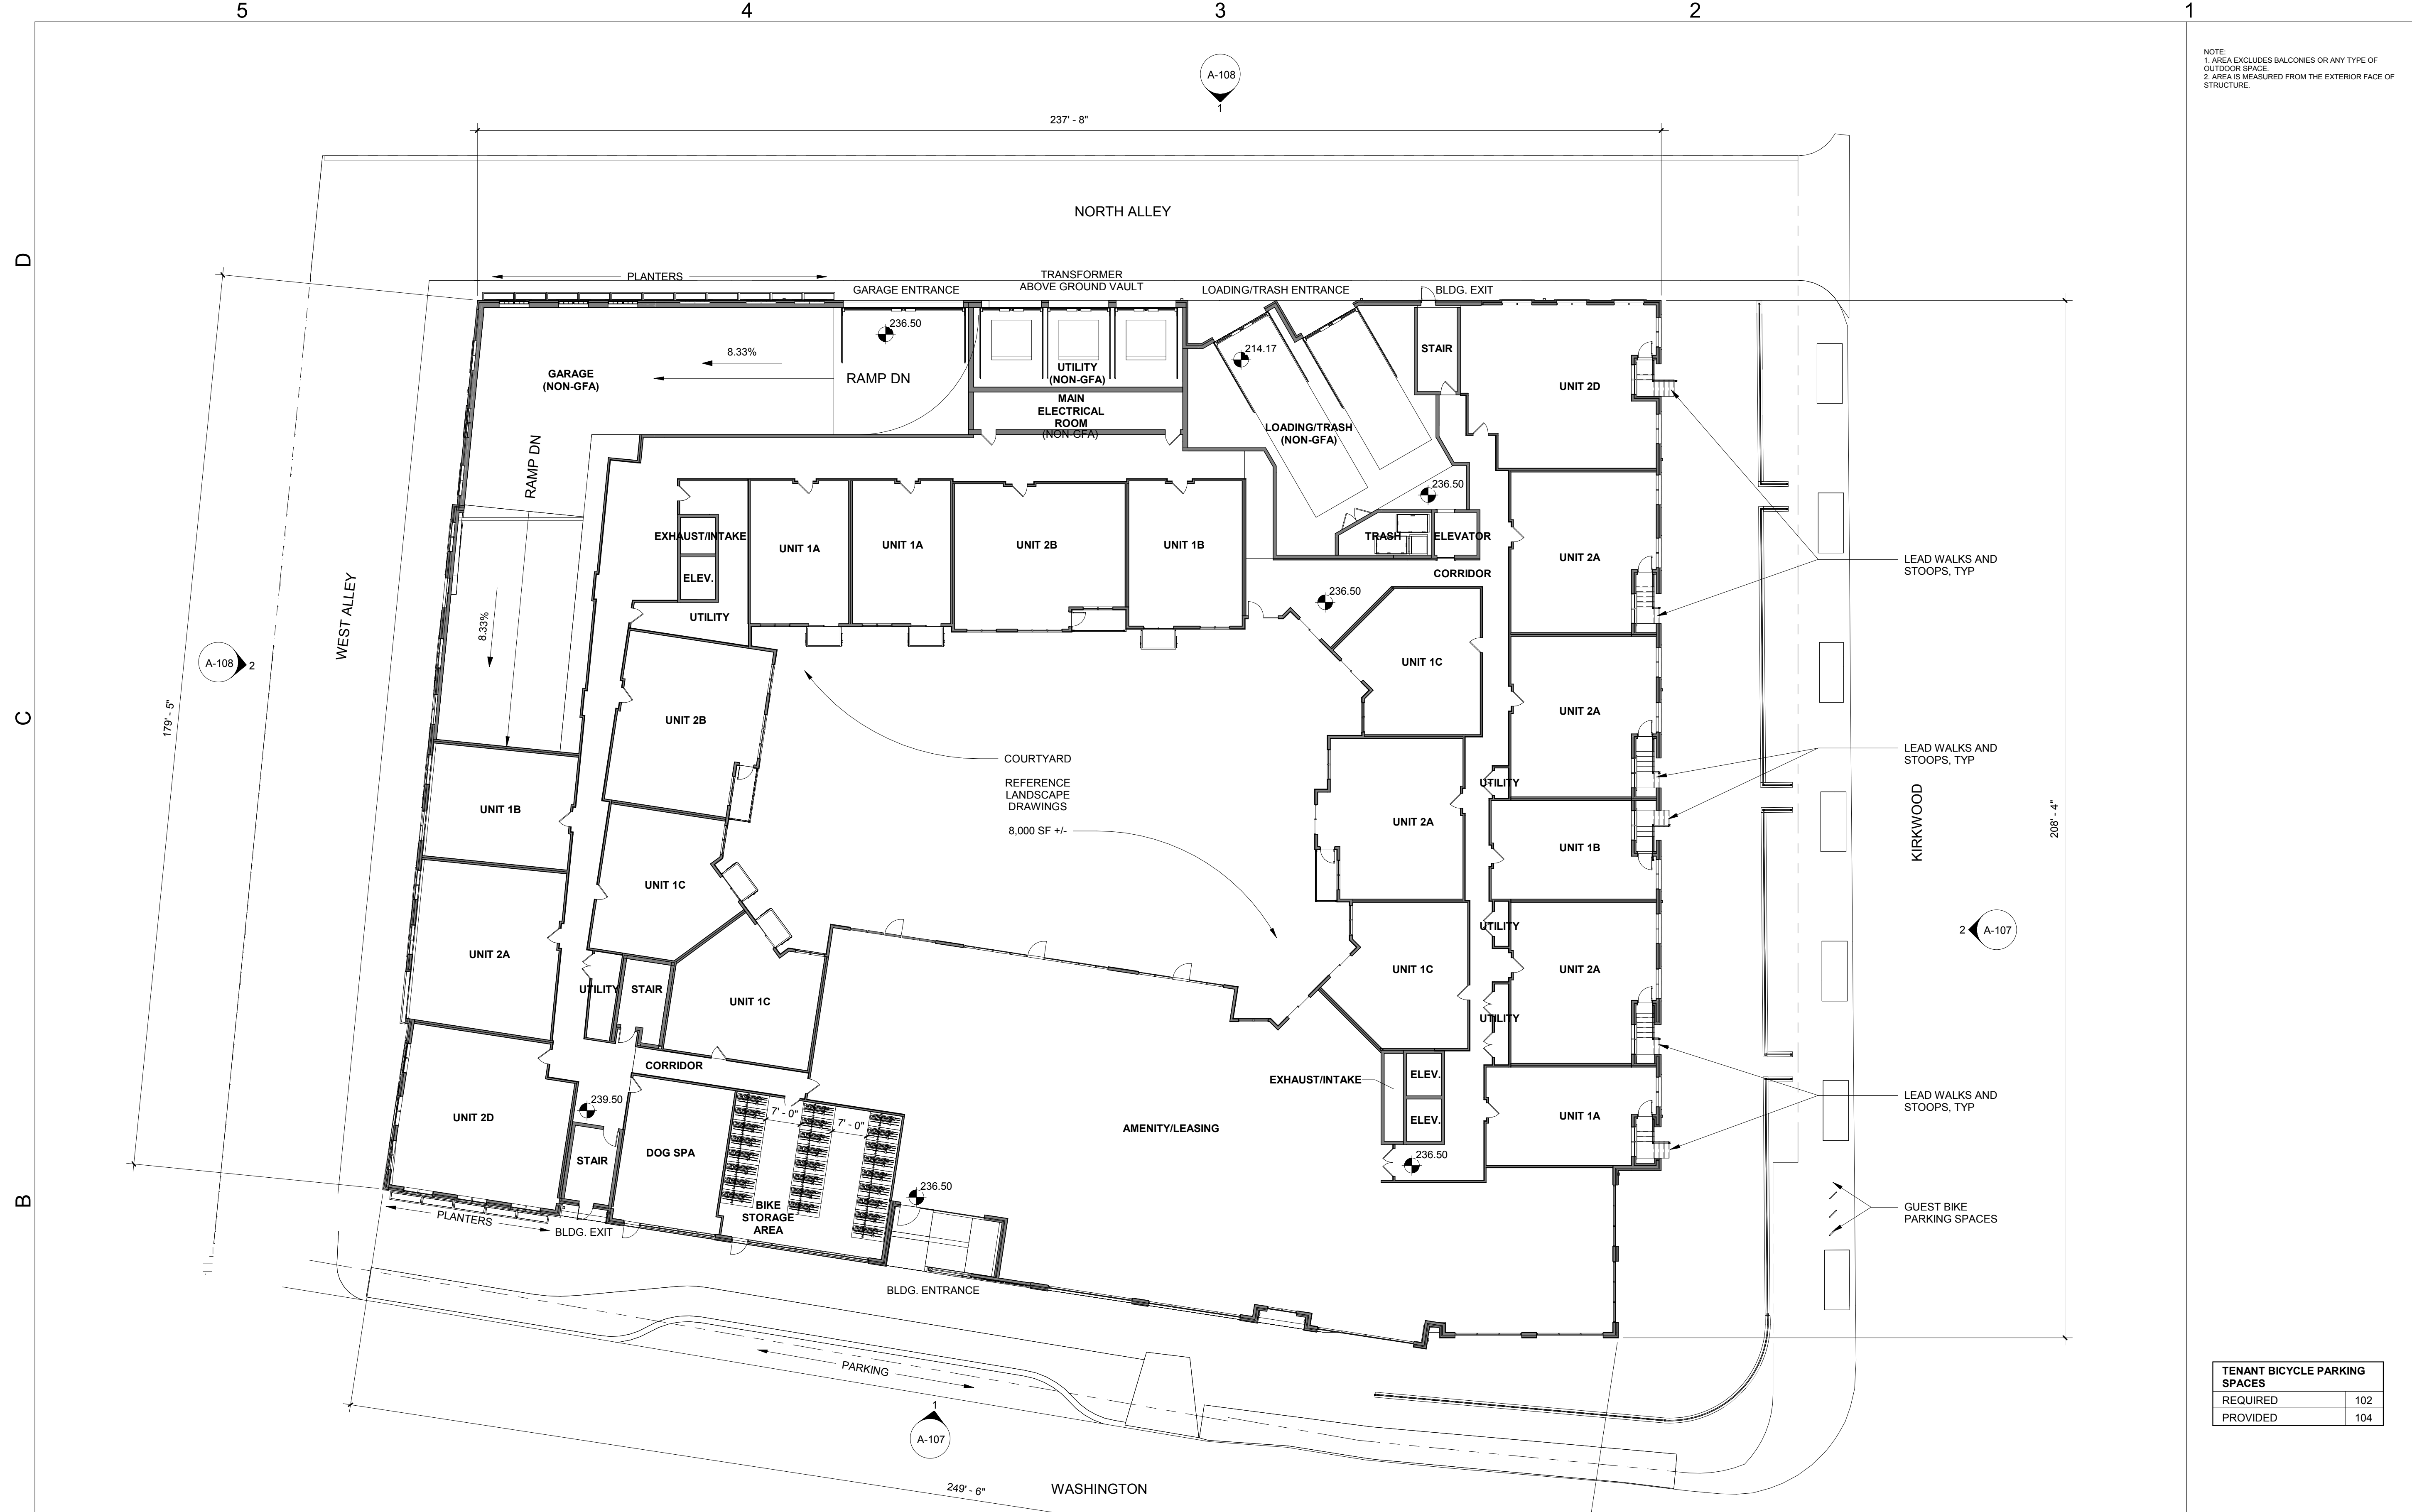 5
4
3
2
1
D
C
B
NOTE:
1. AREA EXCLUDES BALCONIES OR ANY TYPE OF
OUTDOOR SPACE.
2. AREA IS MEASURED FROM THE EXTERIOR FACE OF
STRUCTURE.
A-108
1
237' - 8"
NORTH ALLEY
PLANTERS
GARAGE ENTRANCE
TRANSFORMER
ABOVE GROUND VAULT
LOADING/TRASH ENTRANCE
BLDG. EXIT
236.50
8.33%
RAMP DN
GARAGE
(NON-GFA)
UTILITY
(NON-GFA)
MAIN
ELECTRICAL
ROOM
(NON-GFA)
214.17
STAIR
UNIT 2D
LOADING/TRASH
(NON-GFA)
RAMP DN
236.50
EXHAUST/INTAKE
UNIT 1A
UNIT 1A
UNIT 2B
UNIT 1B
TRASH
ELEVATOR
CORRIDOR
UNIT 2A
LEAD WALKS AND
STOOPS, TYP
ELEV.
UTILITY
236.50
8.33%
WEST ALLEY
A-108
2
179' - 5"
UNIT 2B
UNIT 1C
UNIT 2A
COURTYARD
REFERENCE
LANDSCAPE
DRAWINGS
8,000 SF +/-
LEAD WALKS AND
STOOPS, TYP
UTILITY
UNIT 1B
UNIT 2A
UNIT 1B
KIRKWOOD
208' - 4"
UNIT 1C
UTILITY
2
A-107
UNIT 2A
UNIT 1C
UNIT 2A
UTILITY
STAIR
UNIT 1C
UTILITY
CORRIDOR
EXHAUST/INTAKE
ELEV.
ELEV.
LEAD WALKS AND
STOOPS, TYP
239.50
UNIT 2D
7' - 0"
7' - 0"
AMENITY/LEASING
UNIT 1A
DOG SPA
STAIR
236.50
236.50
BIKE
STORAGE
AREA
GUEST BIKE
PARKING SPACES
PLANTERS
BLDG. EXIT
BLDG. ENTRANCE
PARKING
1
A-107
249' - 6"
WASHINGTON
TENANT BICYCLE PARKING
SPACES
REQUIRED 102
PROVIDED 104